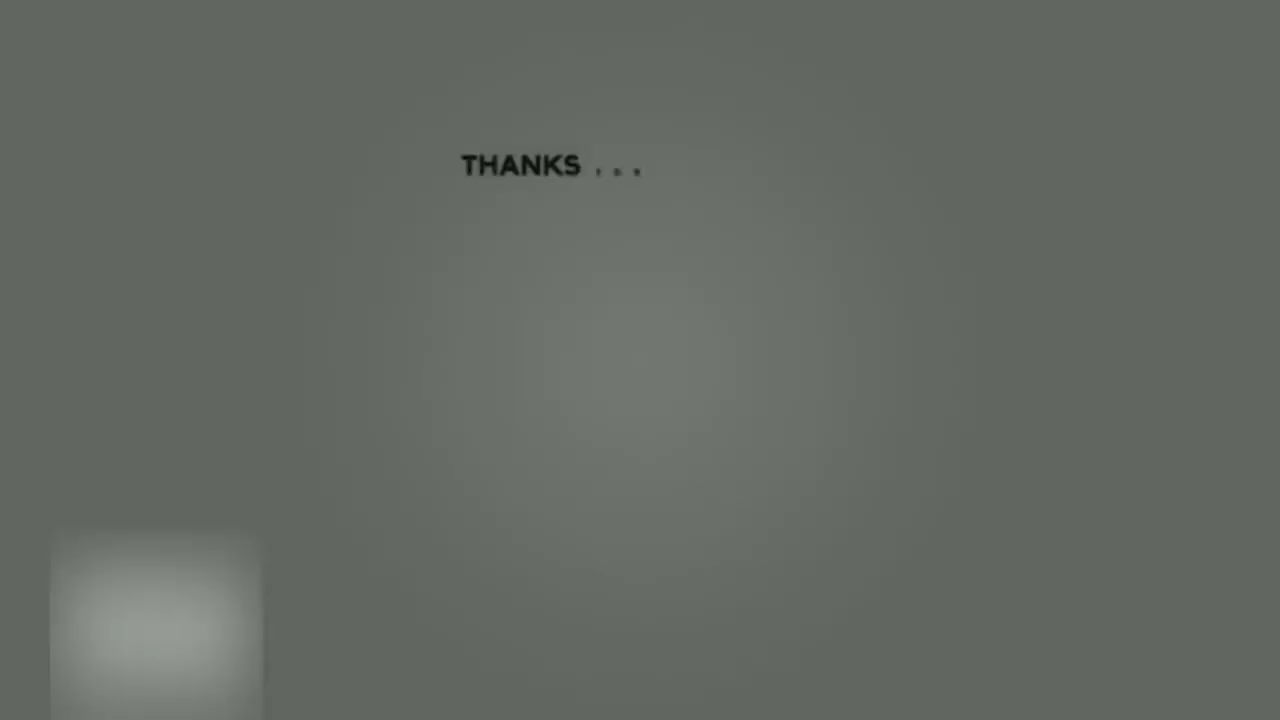 THANKS . . .